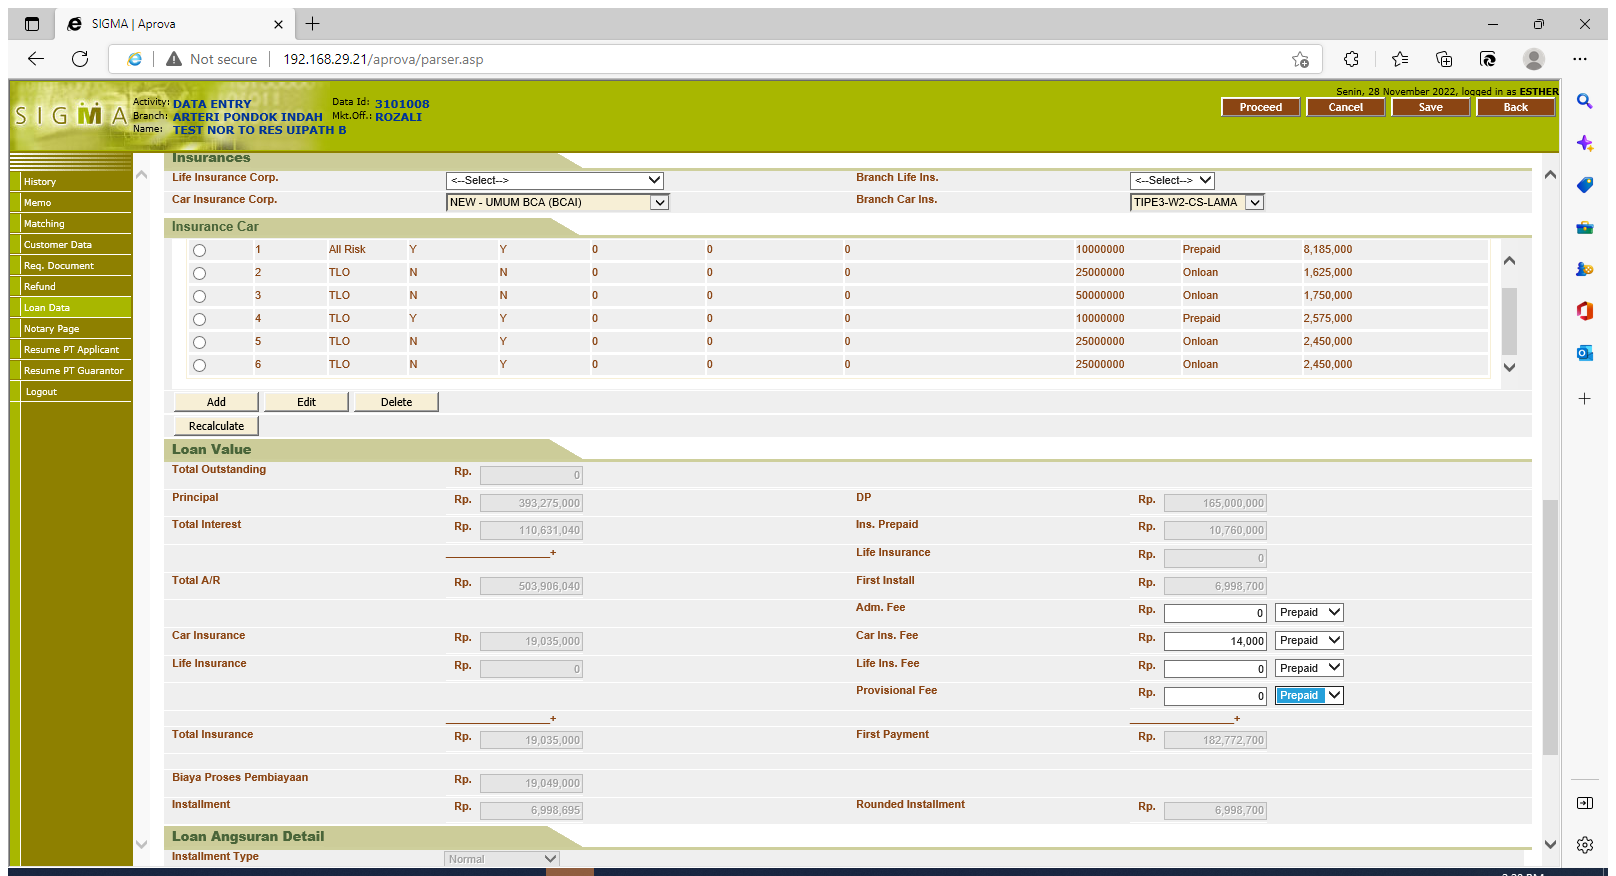 SIGMA | Aprova
Not secure 192.168.29.21/aprova/parser.asp
Senin, 28 November 2022, logged in as ESTHER
SIGMA
Activity: DATA ENTRY Data Id: 3101008
Branch: ARTERI PONDOK INDAH Mkt.Off.: ROZALI
Name: TEST NOR TO RES UIPATH B
Proceed Cancel Save Back
History
Memo
Matching
Customer Data
Req. Document
Refund
Loan Data
Notary Page
Resume PT Applicant
Resume PT Guarantor
Logout
Insurances
Life Insurance Corp. <--Select--> Branch Life Ins. <--Select-->
Car Insurance Corp. NEW - UMUM BCA (BCAI) Branch Car Ins. TIPE3-W2-CS-LAMA
Insurance Car
1 All Risk Y Y 0 0 0 10000000 Prepaid 8,185,000
2 TLO N N 0 0 0 25000000 Onloan 1,625,000
3 TLO N N 0 0 0 50000000 Onloan 1,750,000
4 TLO Y Y 0 0 0 10000000 Prepaid 2,575,000
5 TLO N Y 0 0 0 25000000 Onloan 2,450,000
6 TLO N Y 0 0 0 25000000 Onloan 2,450,000
Add Edit Delete
Recalculate
Loan Value
Total Outstanding Rp. 0
Principal Rp. 393,275,000 DP Rp. 165,000,000
Total Interest Rp. 110,631,040 Ins. Prepaid Rp. 10,760,000
+ Life Insurance Rp. 0
Total A/R Rp. 503,906,040 First Install Rp. 6,998,700
Adm. Fee Rp. 0 Prepaid
Car Insurance Rp. 19,035,000 Car Ins. Fee Rp. 14,000 Prepaid
Life Insurance Rp. 0 Life Ins. Fee Rp. 0 Prepaid
Provisional Fee Rp. 0 Prepaid
+ +
Total Insurance Rp. 19,035,000 First Payment Rp. 182,772,700
Biaya Proses Pembiayaan Rp. 19,049,000
Installment Rp. 6,998,695 Rounded Installment Rp. 6,998,700
Loan Angsuran Detail
Installment Type Normal